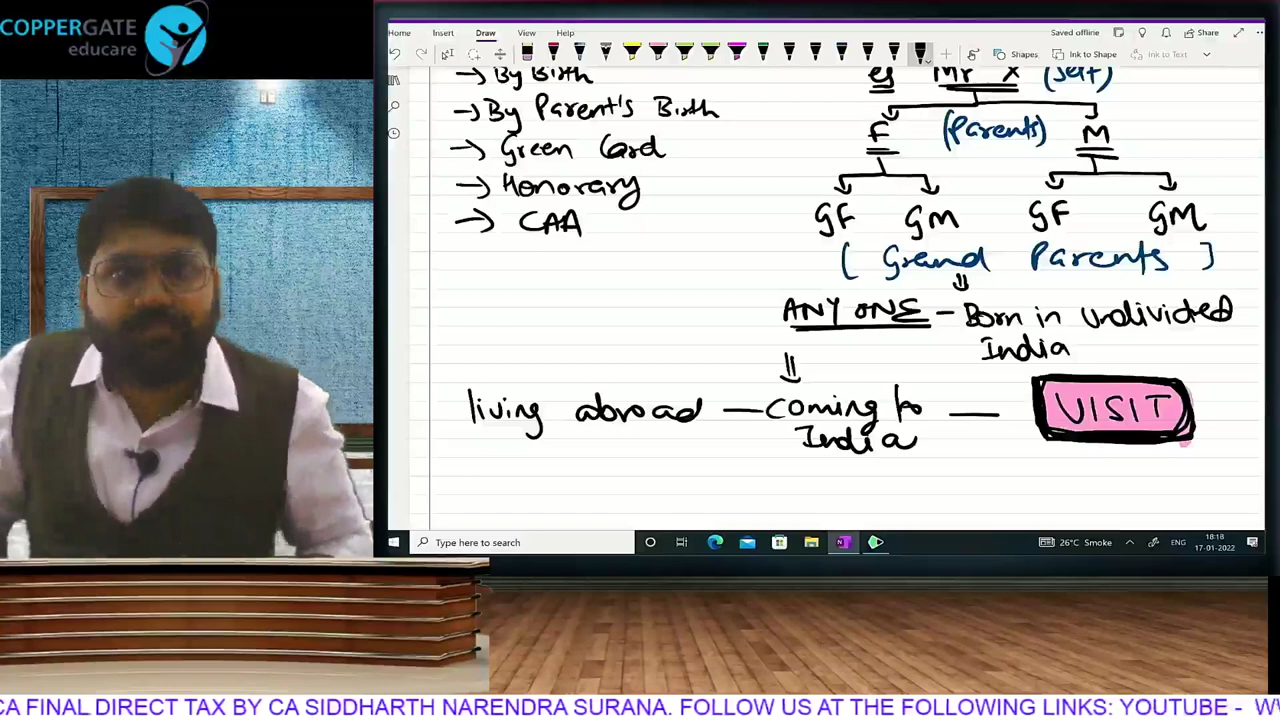 COPPERGATE
educare
Home Insert Draw View Help
Saved offline
Share
Shapes
Ink to Shape
Ink to Text
→ By Birth
→ By Parent's Birth
→ Green Card
→ Honorary
→ CAA
eg Mr X (Self)
F (Parents) M
GF GM GF GM
( Grand Parents ]
ANY ONE - Born in Undivided
India
living abroad — Coming to — VISIT
India
Type here to search
26°C Smoke
ENG
18:18
17-01-2022
CA FINAL DIRECT TAX BY CA SIDDHARTH NARENDRA SURANA. FOLLOW US AT THE FOLLOWING LINKS: YOUTUBE -